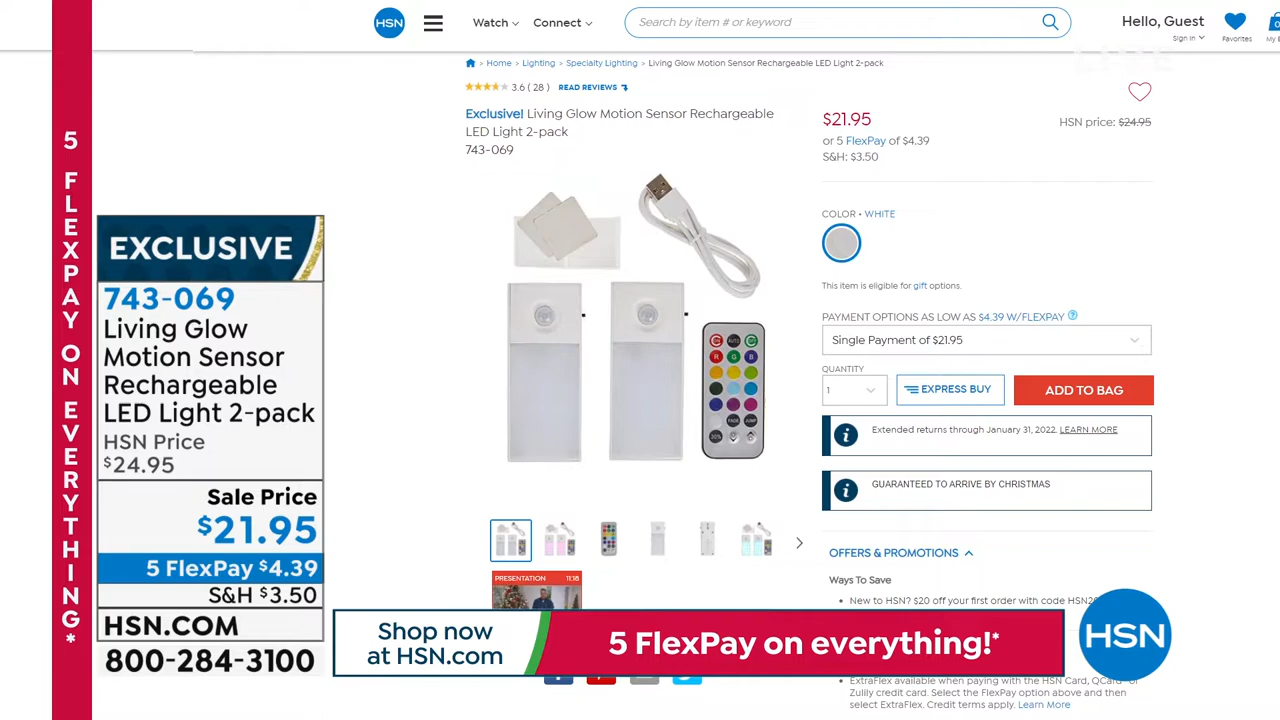 HSN
Watch
Connect
Search by item # or keyword
Hello, Guest
Sign In
Favorites
Home > Lighting > Specialty Lighting > Living Glow Motion Sensor Rechargeable LED Light 2-pack
3.6 ( 28 ) READ REVIEWS
Exclusive! Living Glow Motion Sensor Rechargeable
LED Light 2-pack
743-069
$21.95
HSN price: $24.95
or 5 FlexPay of $4.39
S&H: $3.50
COLOR • WHITE
This item is eligible for gift options.
PAYMENT OPTIONS AS LOW AS $4.39 W/FLEXPAY
Single Payment of $21.95
QUANTITY
1
EXPRESS BUY
ADD TO BAG
Extended returns through January 31, 2022. LEARN MORE
GUARANTEED TO ARRIVE BY CHRISTMAS
OFFERS & PROMOTIONS
Ways To Save
New to HSN? $20 off your first order with code
ExtraFlex available when paying with the HSN Card, QCard or
Zulily credit card. Select the FlexPay option above and then
select ExtraFlex. Credit terms apply. Learn More
AUTO
R G B
FADE JUMP
PRESENTATION 11:18
5 FLEXPAY ON EVERYTHING*
EXCLUSIVE
743-069
Living Glow
Motion Sensor
Rechargeable
LED Light 2-pack
HSN Price
$24.95
Sale Price
$21.95
5 FlexPay $4.39
S&H $3.50
HSN.COM
800-284-3100
Shop now
at HSN.com
5 FlexPay on everything!*
HSN
LIVE